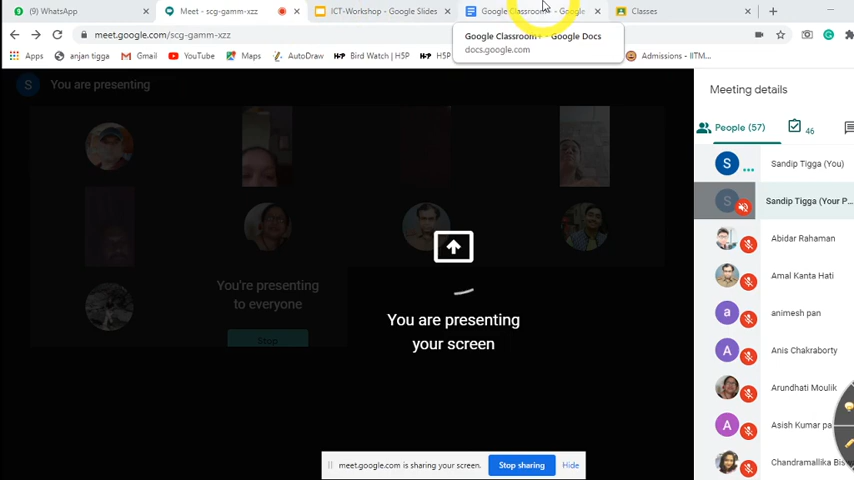 (9) WhatsApp
Meet - scg-gamm-xzz
ICT-Workshop - Google Slides
Google Classroom+ - Google
Classes
meet.google.com/scg-gamm-xzz
Apps
anjan tigga
Gmail
YouTube
Maps
AutoDraw
Bird Watch | H5P
Admissions - IITM...
Google Classroom+ - Google Docs
docs.google.com
You are presenting
Meeting details
People (57)
46
Sandip Tigga (You)
Sandip Tigga (Your P...
Abidar Rahaman
Amal Kanta Hati
animesh pan
Anis Chakraborty
Arundhati Moulik
Asish Kumar pa
Chandramallika Bis
You're presenting
to everyone
Stop
You are presenting
your screen
meet.google.com is sharing your screen.
Stop sharing
Hide